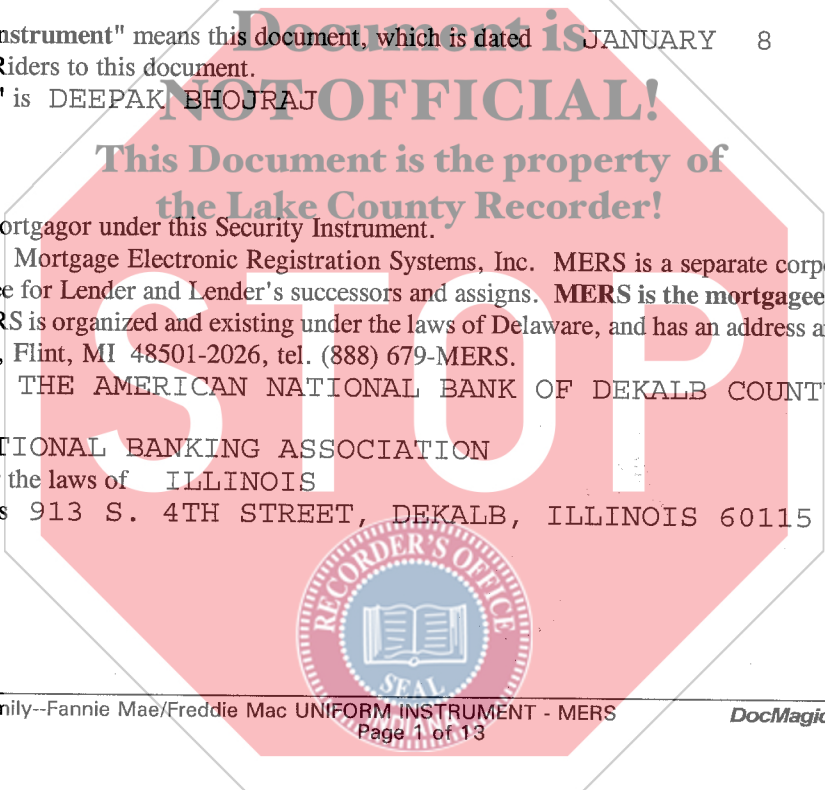 nstrument" means this document, which is dated JANUARY 8
Document is
Riders to this document.
" is DEEPAK BHOJRAJ
NOT OFFICIAL!
This Document is the property of
the Lake County Recorder!
ortgagor under this Security Instrument.
Mortgage Electronic Registration Systems, Inc. MERS is a separate corp
e for Lender and Lender's successors and assigns. MERS is the mortgagee
RS is organized and existing under the laws of Delaware, and has an address a
, Flint, MI 48501-2026, tel. (888) 679-MERS.
THE AMERICAN NATIONAL BANK OF DEKALB COUNT
STOP
TIONAL BANKING ASSOCIATION
the laws of ILLINOIS
s 913 S. 4TH STREET, DEKALB, ILLINOIS 60115
RECORDER'S OFFICE
SEAL
INDIANA
nily--Fannie Mae/Freddie Mac UNIFORM INSTRUMENT - MERS DocMagic
Page 1 of 13